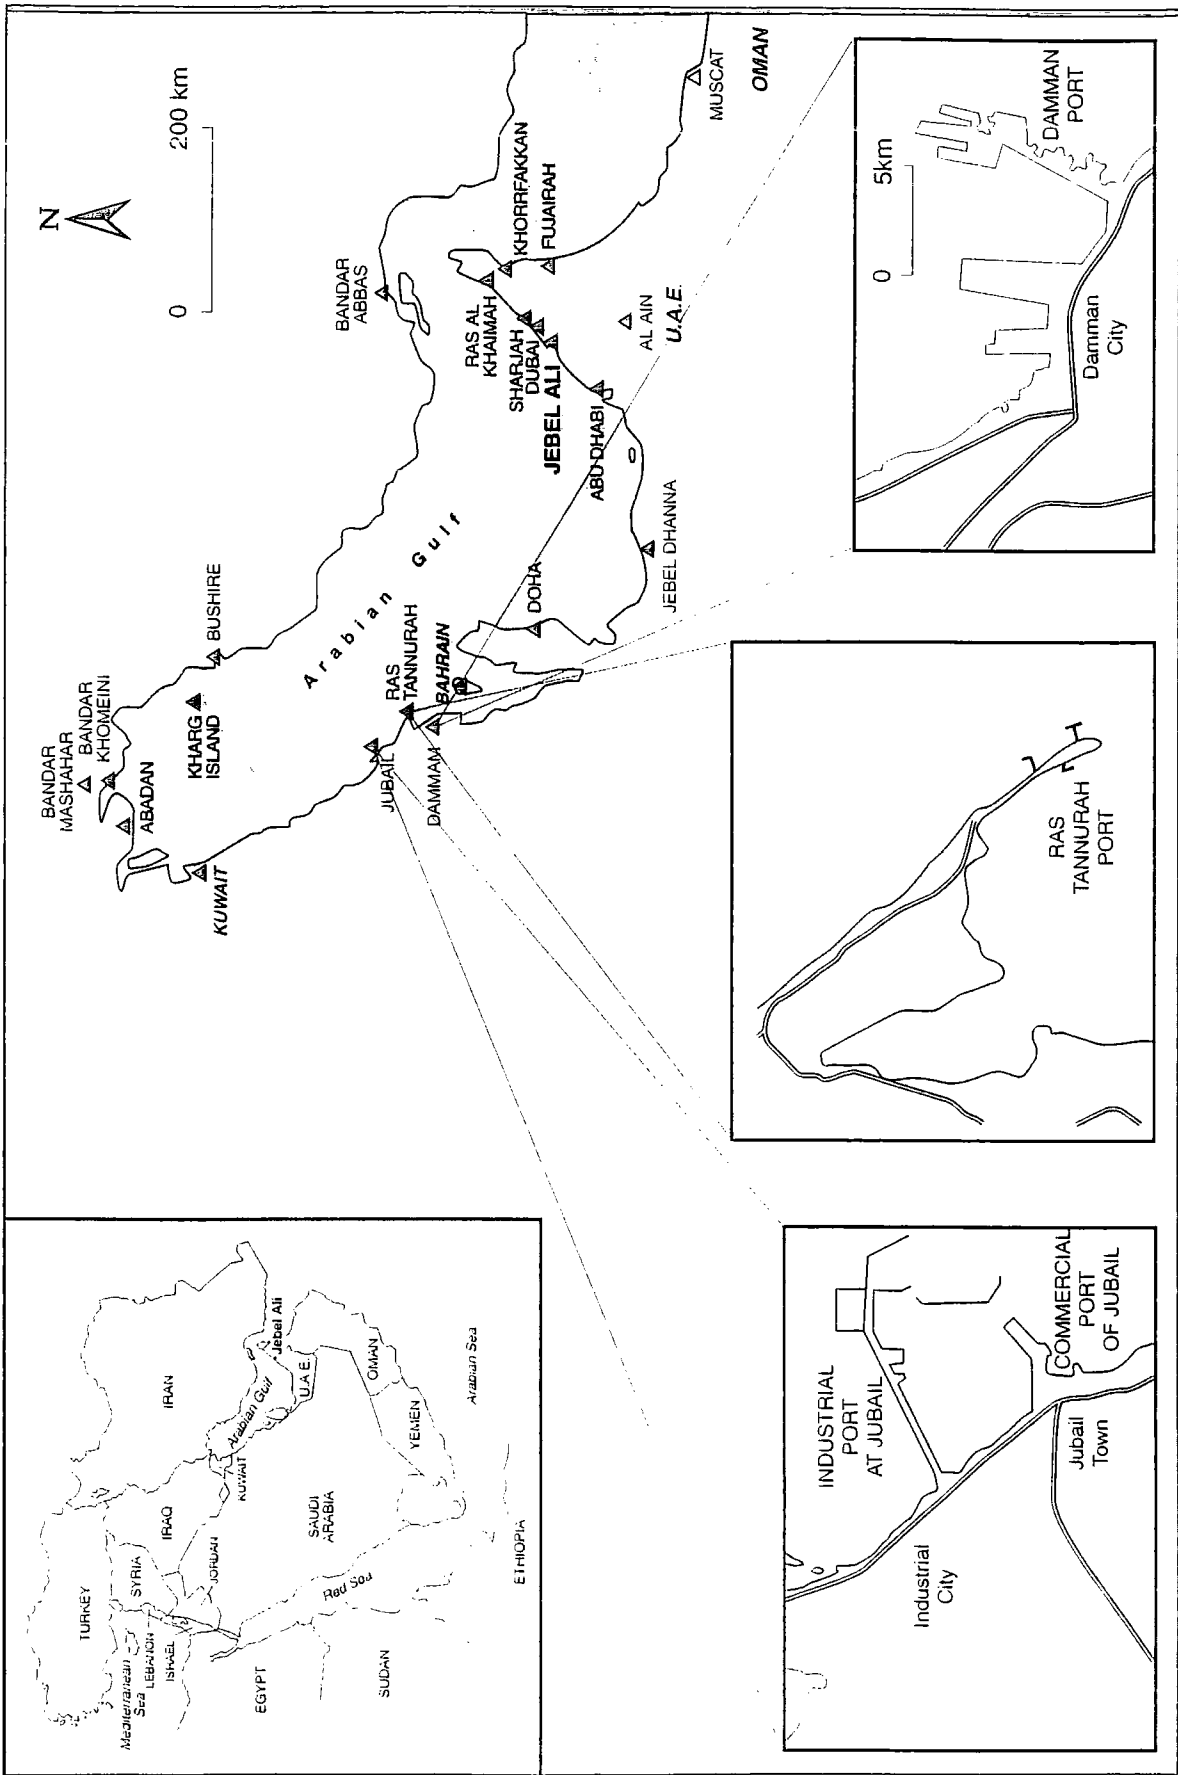 TURKEY
Mediterranean
Sea
LEBANON
ISRAEL
SYRIA
JORDAN
IRAQ
IRAN
KUWAIT
Arabian Gulf
Jebel Ali
U.A.E.
SAUDI
ARABIA
OMAN
YEMEN
EGYPT
Red Sea
SUDAN
ETHIOPIA
Arabian Sea
N
0
200 km
BANDAR
MASHAHAR
BANDAR
KHOMEINI
ABADAN
KUWAIT
KHARG
ISLAND
BUSHIRE
BANDAR
ABBAS
Arabian Gulf
JUBAIL
RAS
TANNURAH
DAMMAM
BAHRAIN
DOHA
JEBEL DHANNA
ABU DHABI
JEBEL ALI
DUBAI
SHARJAH
RAS AL
KHAIMAH
KHORRFAKKAN
FUJAIRAH
AL AIN
U.A.E.
MUSCAT
OMAN
INDUSTRIAL
PORT
AT JUBAIL
Industrial
City
Jubail
Town
COMMERCIAL
PORT
OF JUBAIL
RAS
TANNURAH
PORT
0
5km
DAMMAN
PORT
Damman
City